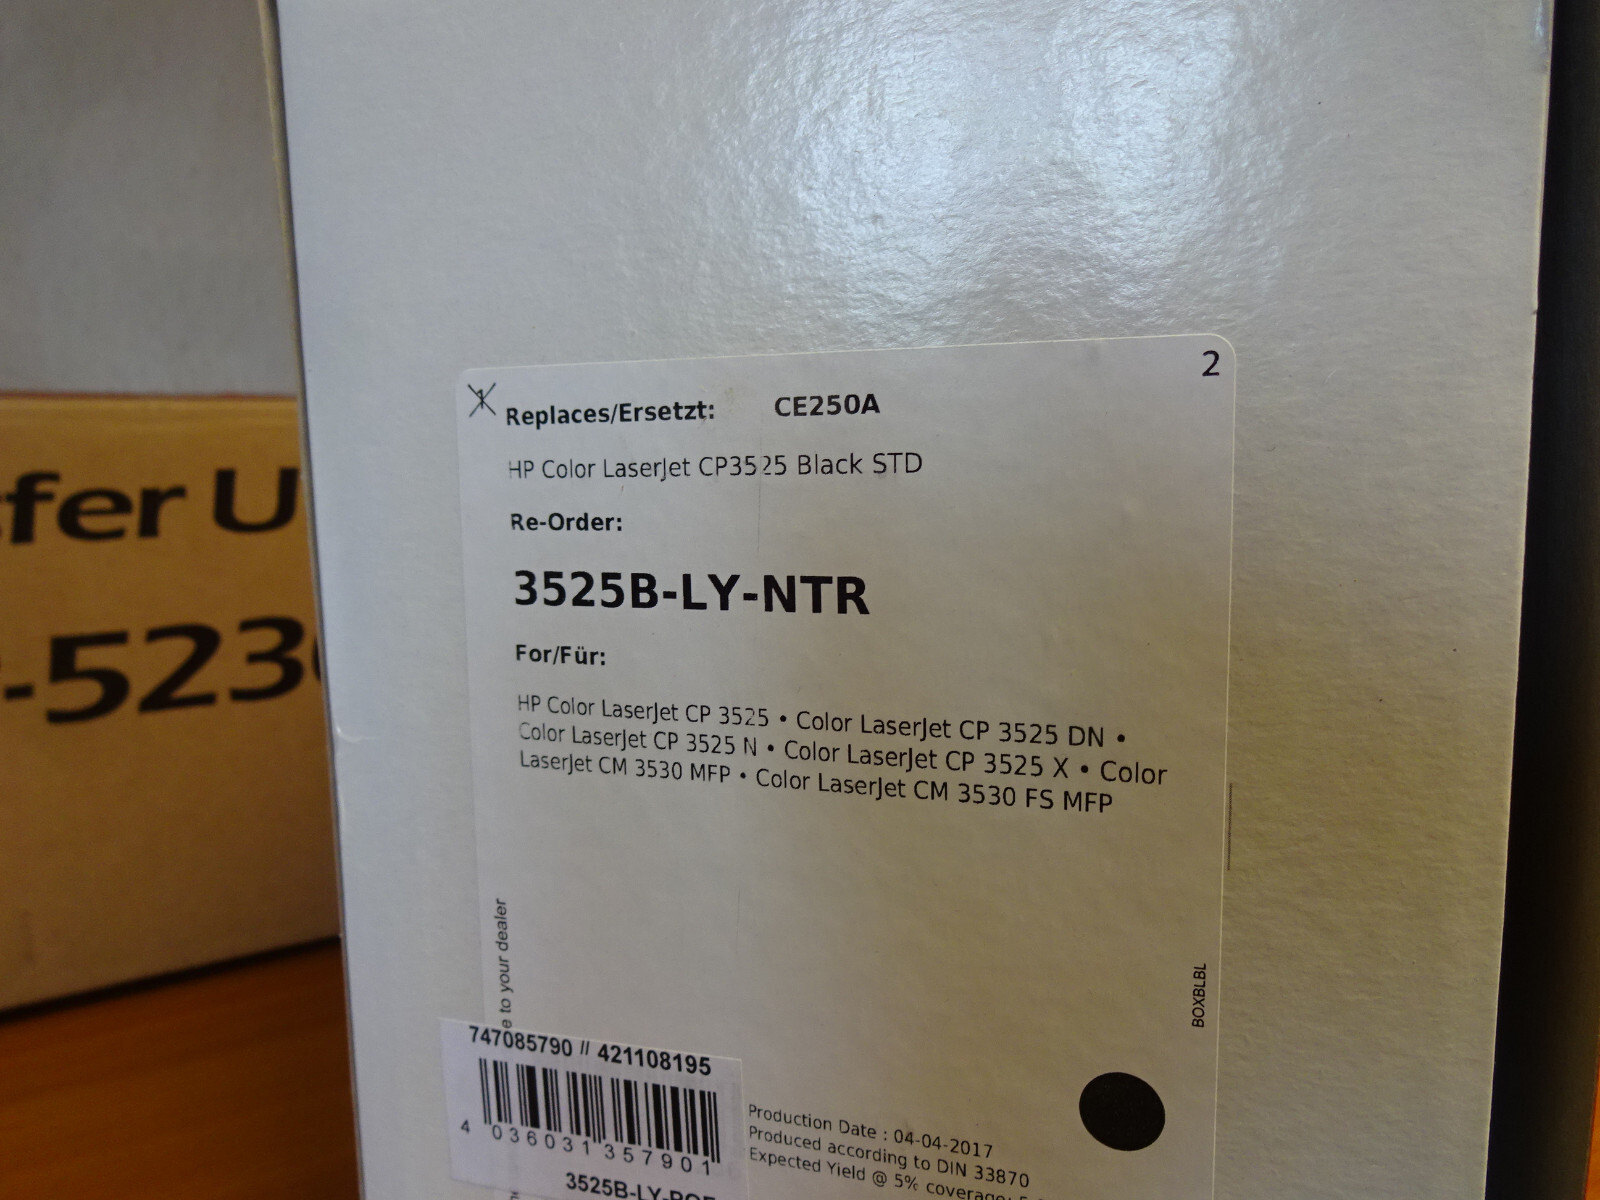 2
Replaces/Ersetzt: CE250A
HP Color LaserJet CP3525 Black STD
Re-Order:
3525B-LY-NTR
For/Für:
HP Color LaserJet CP 3525 • Color LaserJet CP 3525 DN •
Color LaserJet CP 3525 N • Color LaserJet CP 3525 X • Color
LaserJet CM 3530 MFP • Color LaserJet CM 3530 FS MFP
to your dealer
BOXBLBL
747085790 // 421108195
4 036031 357901
3525B-LY-
Production Date : 04-04-2017
Produced according to DIN 33870
Expected Yield @ 5% coverage:
fer U
-523